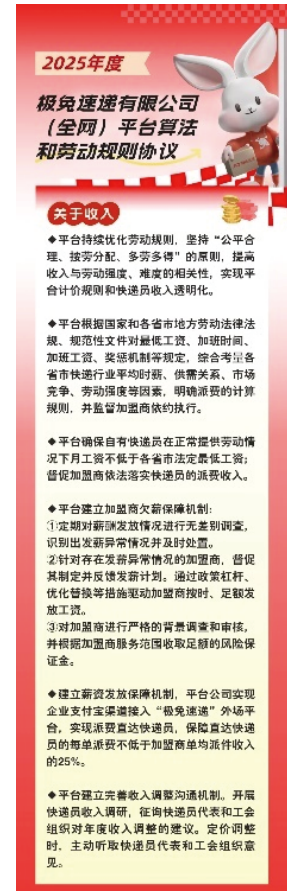 2025年度
极兔速递有限公司
（全网）平台算法
和劳动规则协议
关于收入
◆平台持续优化劳动规则，坚持“公平合
理、按劳分配、多劳多得”的原则，提高
收入与劳动强度、难度的相关性，实现平
台计价规则和快递员收入透明化。
◆平台根据国家和各省市地方劳动法律法
规、规范性文件对最低工资、加班时间、
加班工资、奖惩机制等规定，综合考量各
省市快递行业平均时薪、供需关系、市场
竞争、劳动强度等因素，明确派费的计算
规则，并监督加盟商依约执行。
◆平台确保自有快递员在正常提供劳动情
况下月工资不低于各省市法定最低工资；
督促加盟商依法落实快递员的派费收入。
◆平台建立加盟商欠薪保障机制：
①定期对薪酬发放情况进行无差别调查，
识别出发薪异常情况并及时处置。
②针对存在发薪异常情况的加盟商，督促
其制定并反馈发薪计划。通过政策杠杆、
优化替换等措施驱动加盟商按时、足额发
放工资。
③对加盟商进行严格的背景调查和审核，
并根据加盟商服务范围收取足额的风险保
证金。
◆建立薪资发放保障机制，平台公司实现
企业支付宝渠道接入“极兔速递”外场平
台，实现派费直达快递员，保障直达快递
员的每单派费不低于加盟商单均派件收入
的25%。
◆平台建立完善收入调整沟通机制。开展
快递员收入调研，征询快递员代表和工会
组织对年度收入调整的建议。定价调整
时，主动听取快递员代表和工会组织意
见。